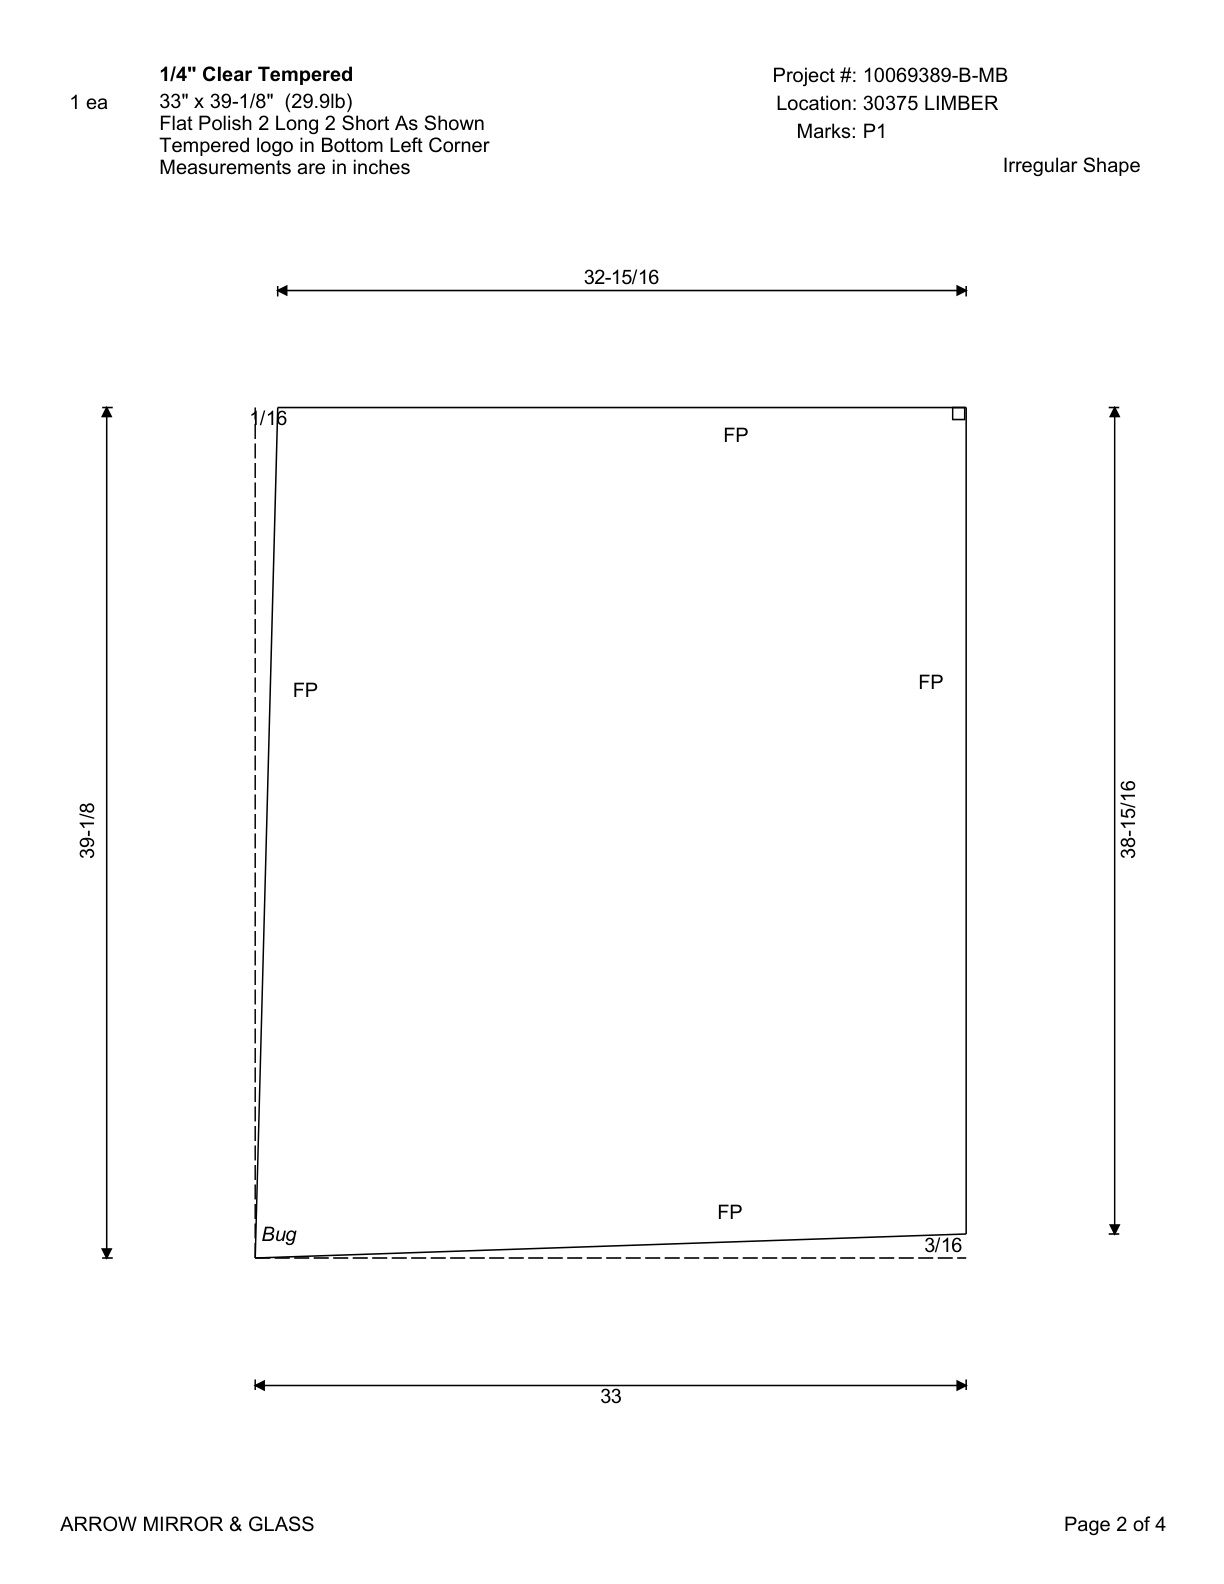 1/4" Clear Tempered
1 ea
33" x 39-1/8" (29.9lb)
Flat Polish 2 Long 2 Short As Shown
Tempered logo in Bottom Left Corner
Measurements are in inches
Project #: 10069389-B-MB
Location: 30375 LIMBER
Marks: P1
Irregular Shape
32-15/16
1/16
FP
FP
FP
39-1/8
38-15/16
FP
Bug
3/16
33
ARROW MIRROR & GLASS
Page 2 of 4